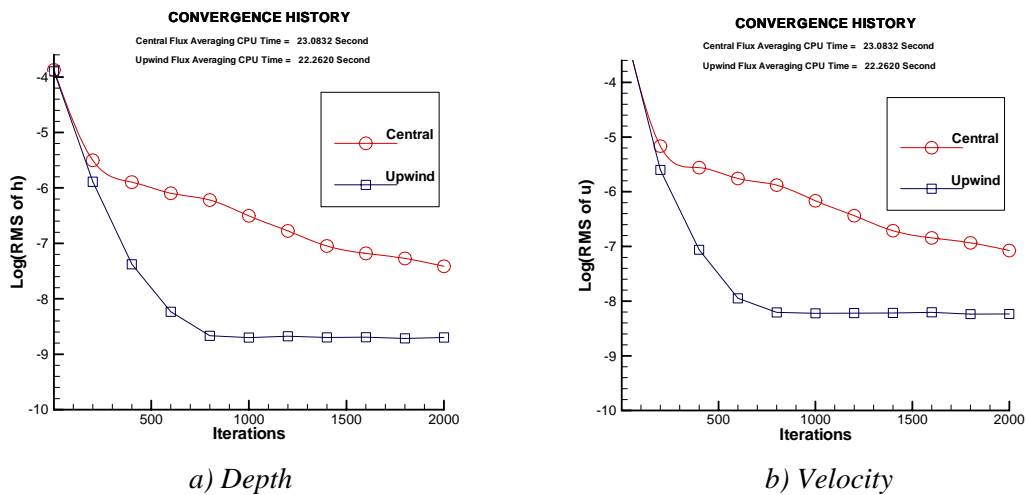 CONVERGENCE HISTORY
Central Flux Averaging CPU Time = 23.0832 Second
Upwind Flux Averaging CPU Time = 22.2620 Second
Log(RMS of h)
-4
-5
-6
-7
-8
-9
-10
Central
Upwind
500 1000 1500 2000
Iterations
a) Depth
CONVERGENCE HISTORY
Central Flux Averaging CPU Time = 23.0832 Second
Upwind Flux Averaging CPU Time = 22.2620 Second
Log(RMS of u)
-4
-5
-6
-7
-8
-9
-10
Central
Upwind
500 1000 1500 2000
Iterations
b) Velocity